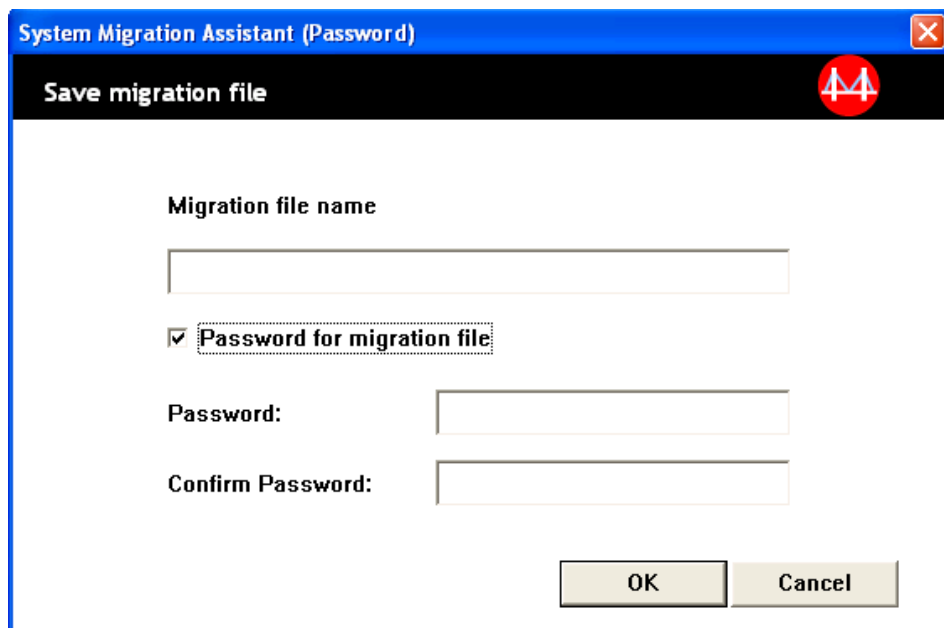 System Migration Assistant (Password)
Save migration file
Migration file name
Password for migration file
Password:
Confirm Password:
OK Cancel